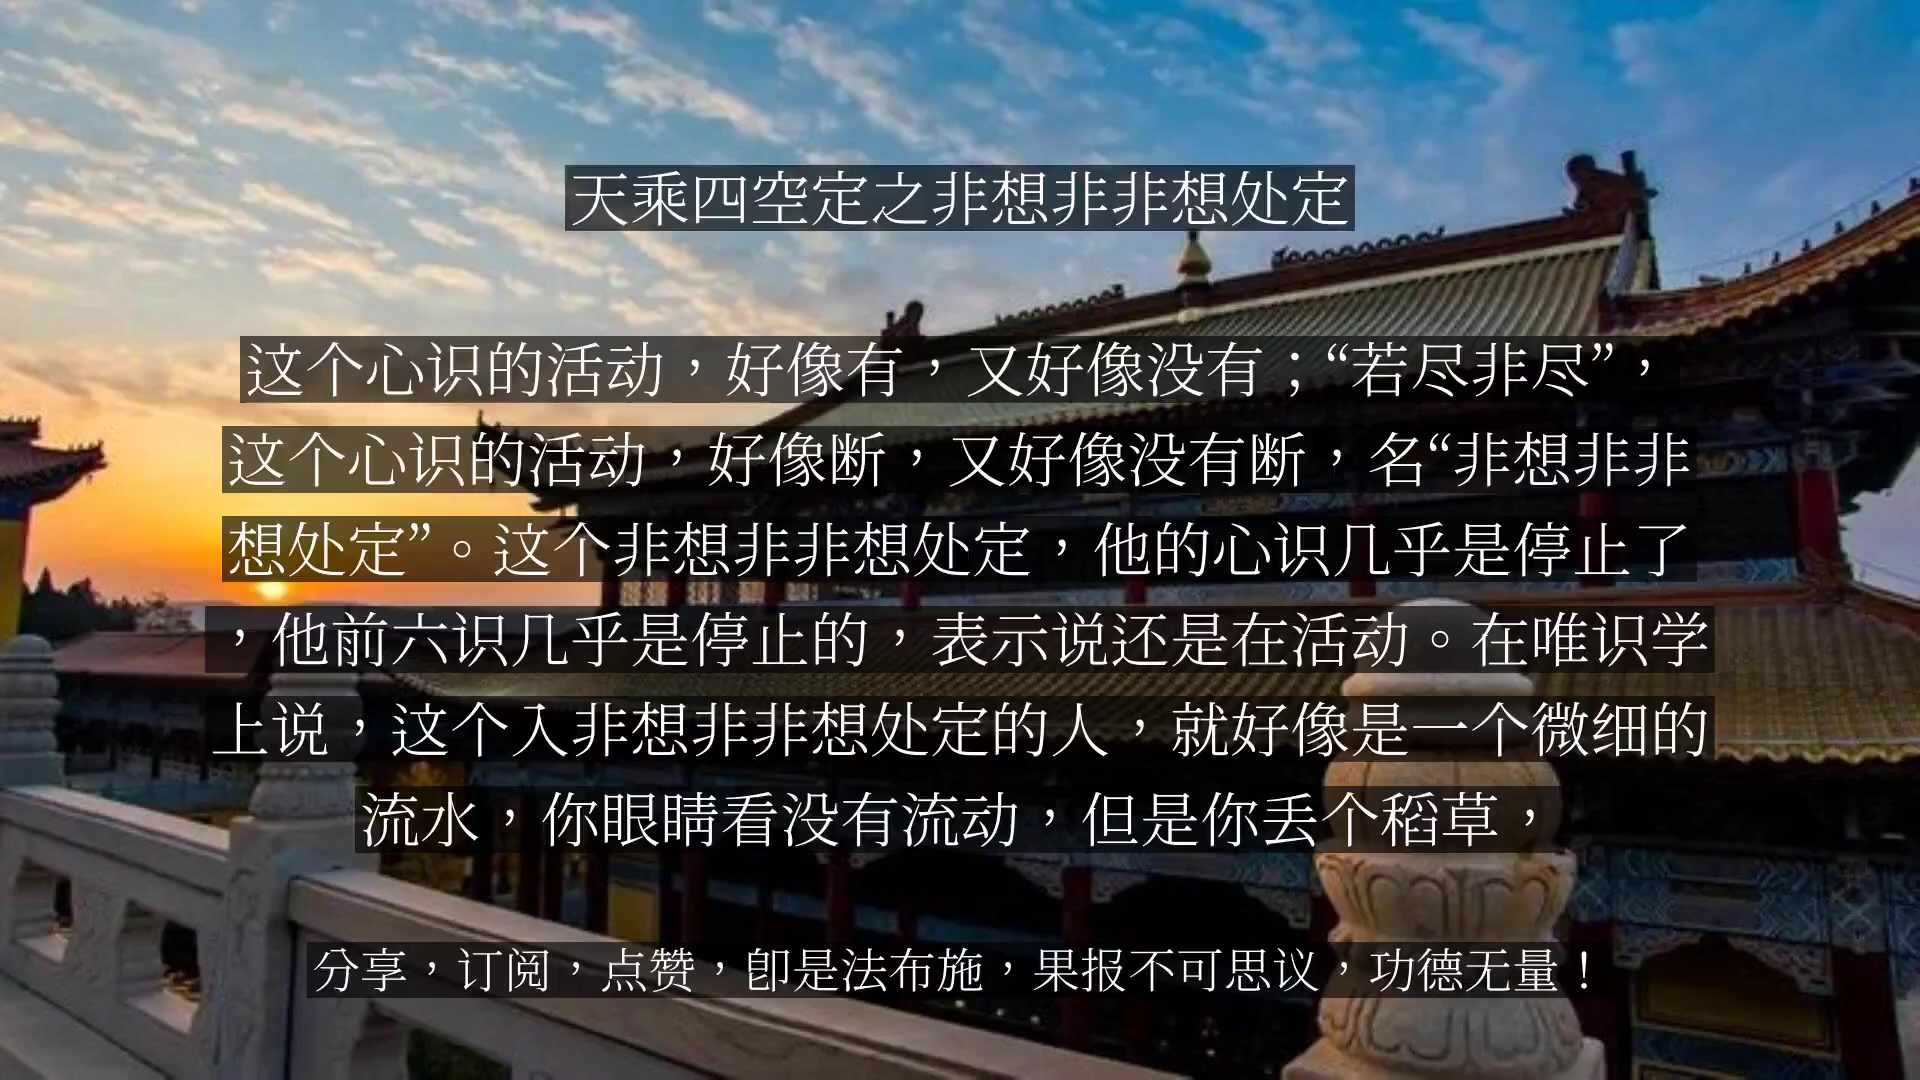 天乘四空定之非想非非想处定
这个心识的活动，好像有，又好像没有；“若尽非尽”，
这个心识的活动，好像断，又好像没有断，名“非想非非
想处定”。这个非想非非想处定，他的心识几乎是停止了
，他前六识几乎是停止的，表示说还是在活动。在唯识学
上说，这个入非想非非想处定的人，就好像是一个微细的
流水，你眼睛看没有流动，但是你丢个稻草，
分享，订阅，点赞，即是法布施，果报不可思议，功德无量！